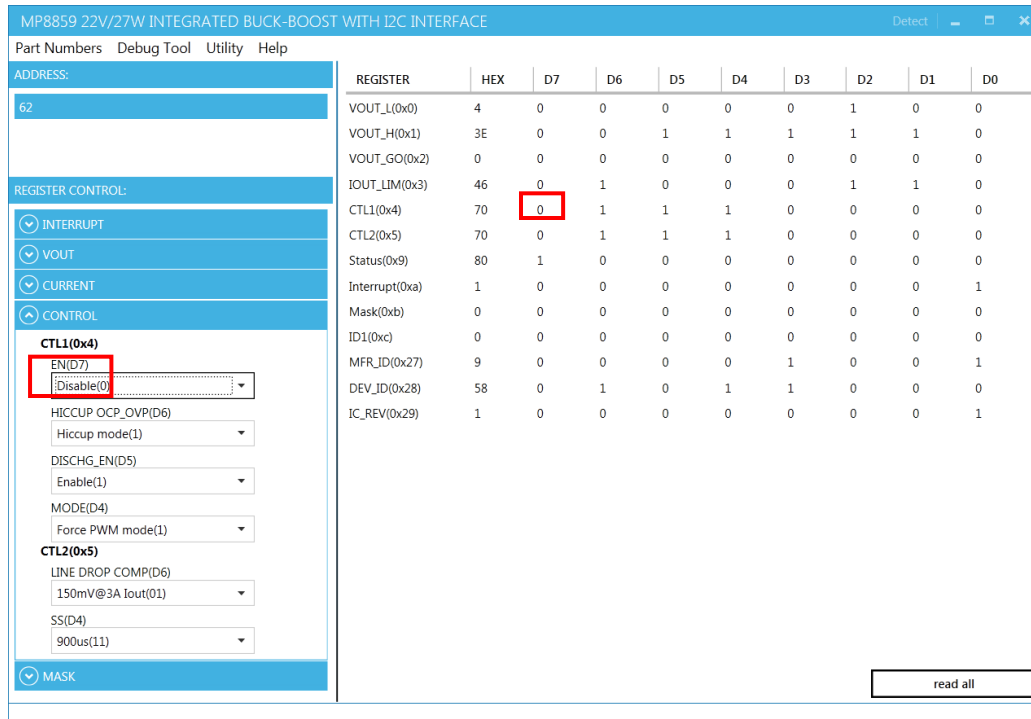 MP8859 22V/27W INTEGRATED BUCK-BOOST WITH I2C INTERFACE Detect
Part Numbers Debug Tool Utility Help
ADDRESS:
62
REGISTER CONTROL:
INTERRUPT
VOUT
CURRENT
CONTROL
CTL1(0x4)
EN(D7)
Disable(0)
HICCUP OCP_OVP(D6)
Hiccup mode(1)
DISCHG_EN(D5)
Enable(1)
MODE(D4)
Force PWM mode(1)
CTL2(0x5)
LINE DROP COMP(D6)
150mV@3A Iout(01)
SS(D4)
900us(11)
MASK
REGISTER HEX D7 D6 D5 D4 D3 D2 D1 D0
VOUT_L(0x0) 4 0 0 0 0 0 1 0 0
VOUT_H(0x1) 3E 0 0 1 1 1 1 1 0
VOUT_GO(0x2) 0 0 0 0 0 0 0 0 0
IOUT_LIM(0x3) 46 0 1 0 0 0 1 1 0
CTL1(0x4) 70 0 1 1 1 0 0 0 0
CTL2(0x5) 70 0 1 1 1 0 0 0 0
Status(0x9) 80 1 0 0 0 0 0 0 0
Interrupt(0xa) 1 0 0 0 0 0 0 0 1
Mask(0xb) 0 0 0 0 0 0 0 0 0
ID1(0xc) 0 0 0 0 0 0 0 0 0
MFR_ID(0x27) 9 0 0 0 0 1 0 0 1
DEV_ID(0x28) 58 0 1 0 1 1 0 0 0
IC_REV(0x29) 1 0 0 0 0 0 0 0 1
read all